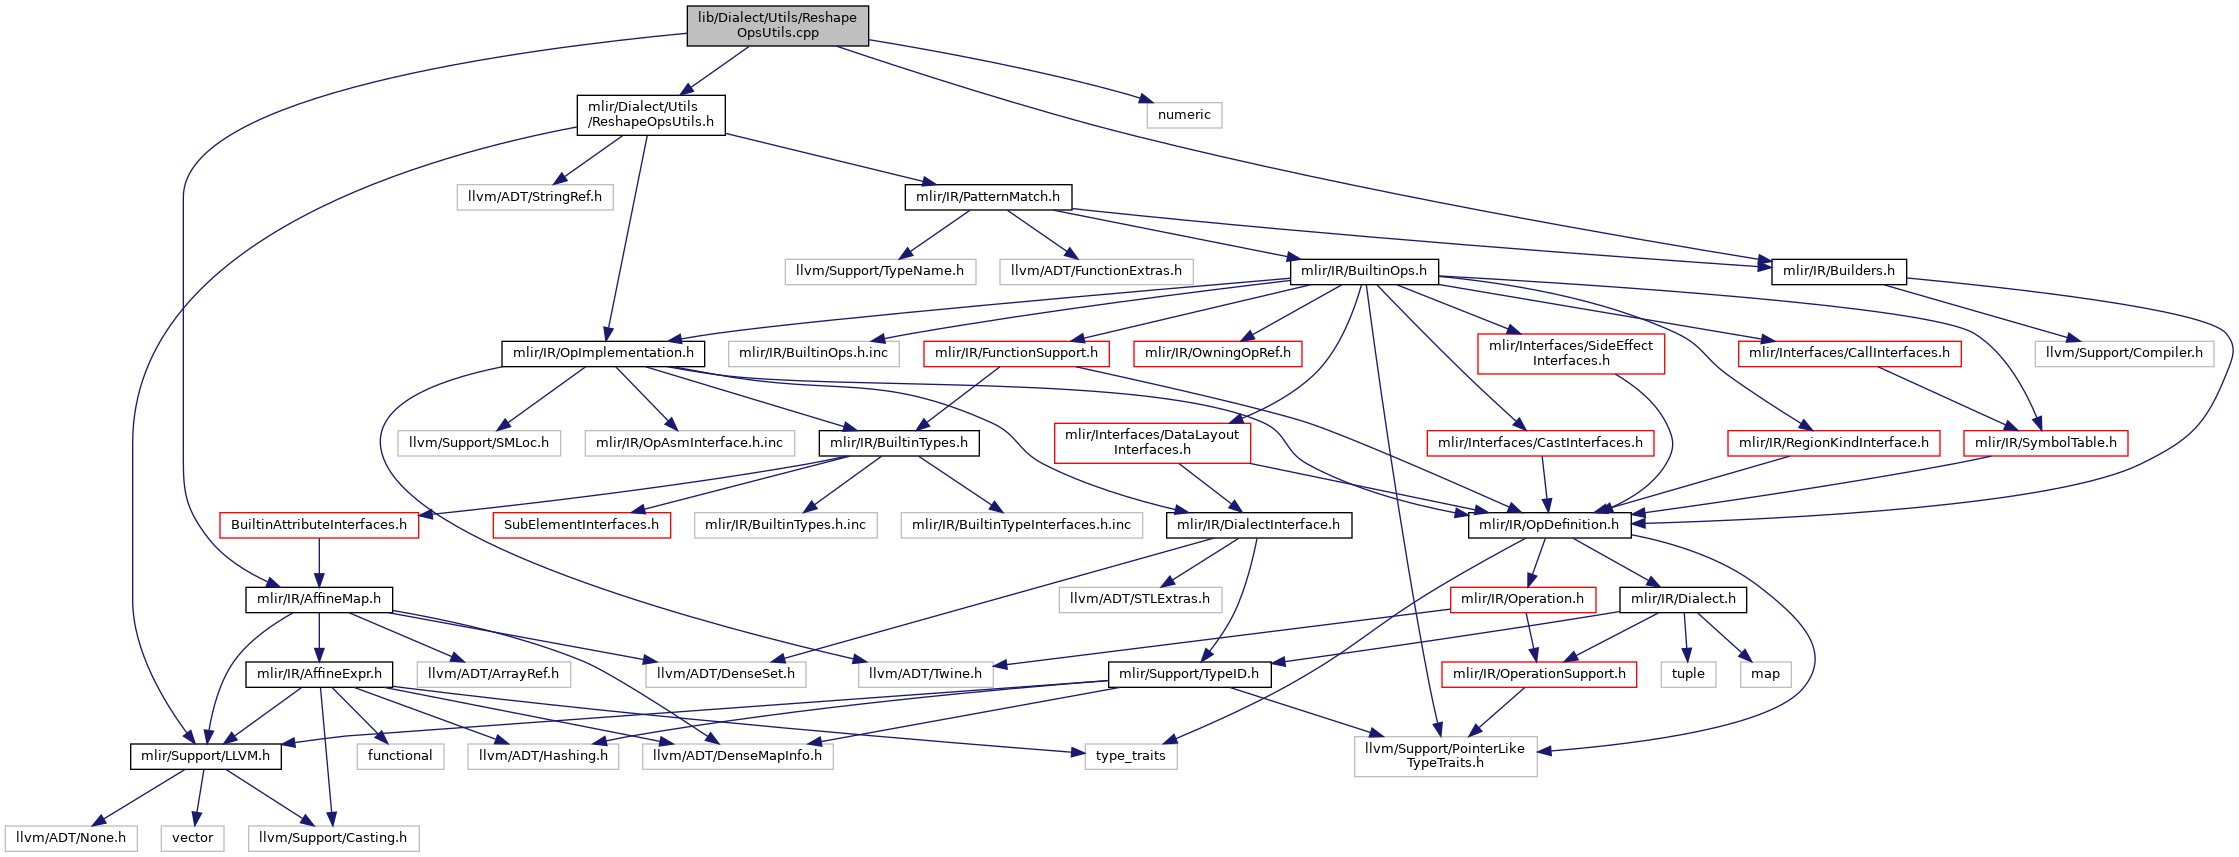 lib/Dialect/Utils/Reshape
OpsUtils.cpp
mlir/Dialect/Utils
/ReshapeOpsUtils.h
numeric
llvm/ADT/StringRef.h
mlir/IR/PatternMatch.h
llvm/Support/TypeName.h
llvm/ADT/FunctionExtras.h
mlir/IR/BuiltinOps.h
mlir/IR/Builders.h
mlir/IR/OpImplementation.h
mlir/IR/BuiltinOps.h.inc
mlir/IR/FunctionSupport.h
mlir/IR/OwningOpRef.h
mlir/Interfaces/SideEffect
Interfaces.h
mlir/Interfaces/CallInterfaces.h
llvm/Support/Compiler.h
llvm/Support/SMLoc.h
mlir/IR/OpAsmInterface.h.inc
mlir/IR/BuiltinTypes.h
mlir/Interfaces/DataLayout
Interfaces.h
mlir/Interfaces/CastInterfaces.h
mlir/IR/RegionKindInterface.h
mlir/IR/SymbolTable.h
BuiltinAttributeInterfaces.h
SubElementInterfaces.h
mlir/IR/BuiltinTypes.h.inc
mlir/IR/BuiltinTypeInterfaces.h.inc
mlir/IR/DialectInterface.h
mlir/IR/OpDefinition.h
mlir/IR/AffineMap.h
llvm/ADT/STLExtras.h
mlir/IR/Operation.h
mlir/IR/Dialect.h
mlir/IR/AffineExpr.h
llvm/ADT/ArrayRef.h
llvm/ADT/DenseSet.h
llvm/ADT/Twine.h
mlir/Support/TypeID.h
mlir/IR/OperationSupport.h
tuple
map
mlir/Support/LLVM.h
functional
llvm/ADT/Hashing.h
llvm/ADT/DenseMapInfo.h
type_traits
llvm/Support/PointerLike
TypeTraits.h
llvm/ADT/None.h
vector
llvm/Support/Casting.h